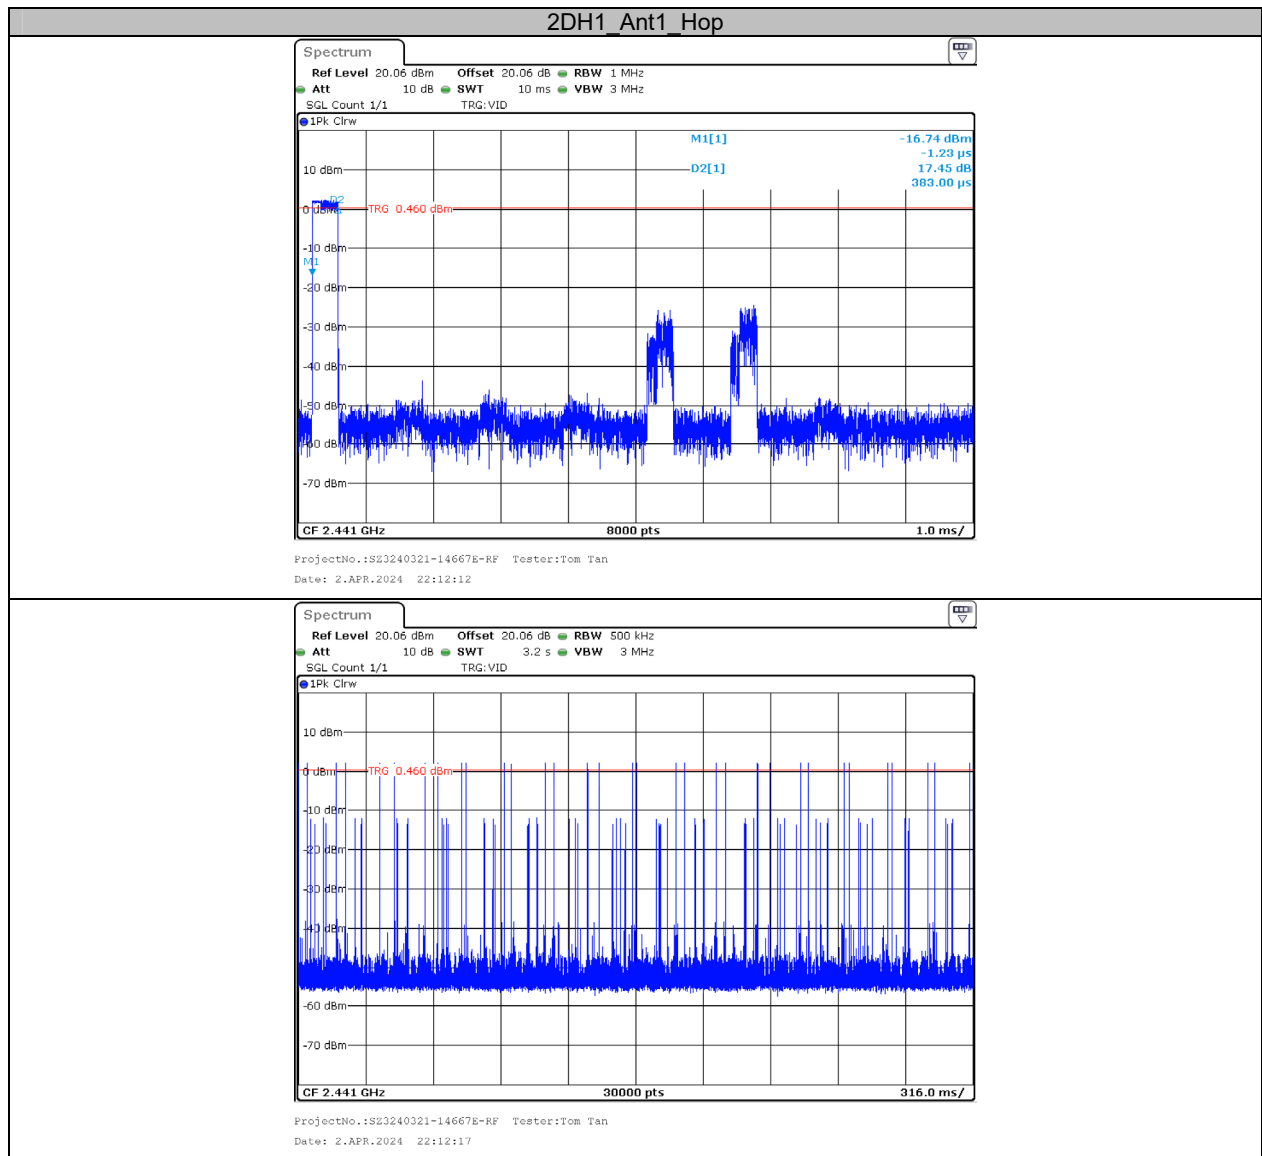 2DH1_Ant1_Hop
Spectrum
Ref Level 20.06 dBm Offset 20.06 dB RBW 1 MHz
Att 10 dB SWT 10 ms VBW 3 MHz
SGL Count 1/1 TRG:VID
1Pk Clrw
M1[1] -16.74 dBm
-1.23 µs
10 dBm D2[1] 17.45 dB
383.00 µs
D2
0 dBm TRG 0.460 dBm
-10 dBm
M1
-20 dBm
-30 dBm
-40 dBm
-50 dBm
-60 dBm
-70 dBm
CF 2.441 GHz 8000 pts 1.0 ms/
ProjectNo.:SZ3240321-14667E-RF Tester:Tom Tan
Date: 2.APR.2024 22:12:12
Spectrum
Ref Level 20.06 dBm Offset 20.06 dB RBW 500 kHz
Att 10 dB SWT 3.2 s VBW 3 MHz
SGL Count 1/1 TRG:VID
1Pk Clrw
10 dBm
0 dBm TRG 0.460 dBm
-10 dBm
-20 dBm
-30 dBm
-40 dBm
-60 dBm
-70 dBm
CF 2.441 GHz 30000 pts 316.0 ms/
ProjectNo.:SZ3240321-14667E-RF Tester:Tom Tan
Date: 2.APR.2024 22:12:17